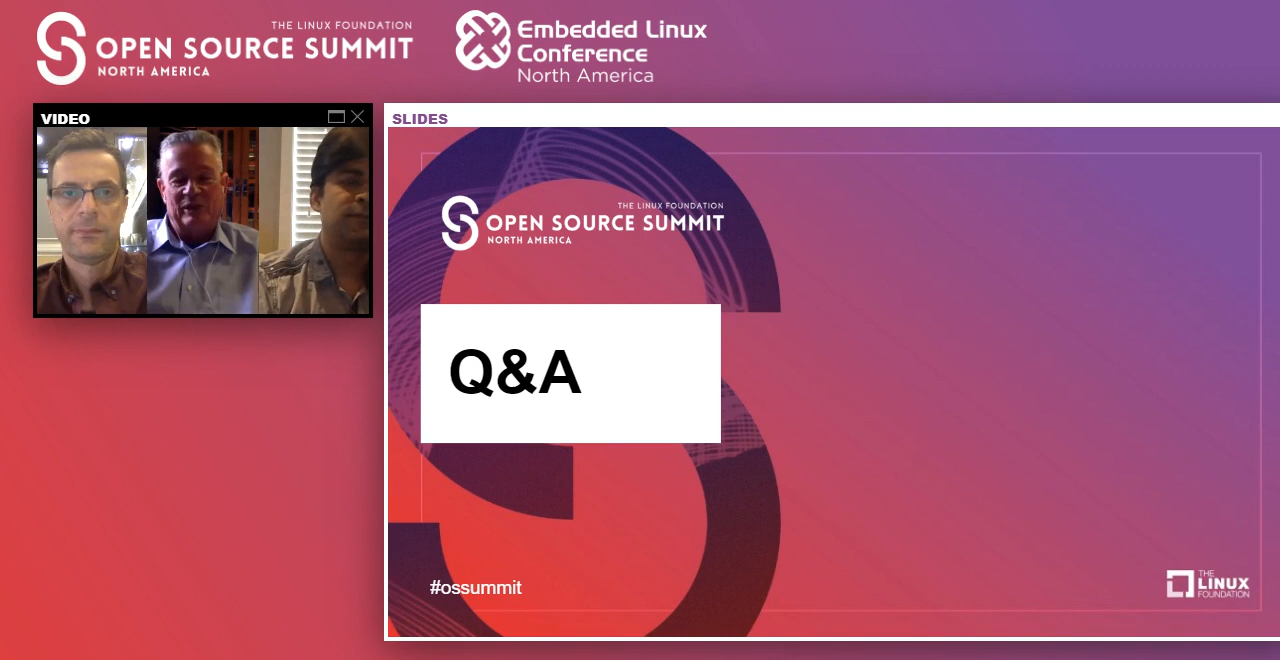 THE LINUX FOUNDATION
OPEN SOURCE SUMMIT
NORTH AMERICA
Embedded Linux
Conference
North America
VIDEO
SLIDES
THE LINUX FOUNDATION
OPEN SOURCE SUMMIT
NORTH AMERICA
Q&A
#ossummit
THE
LINUX
FOUNDATION